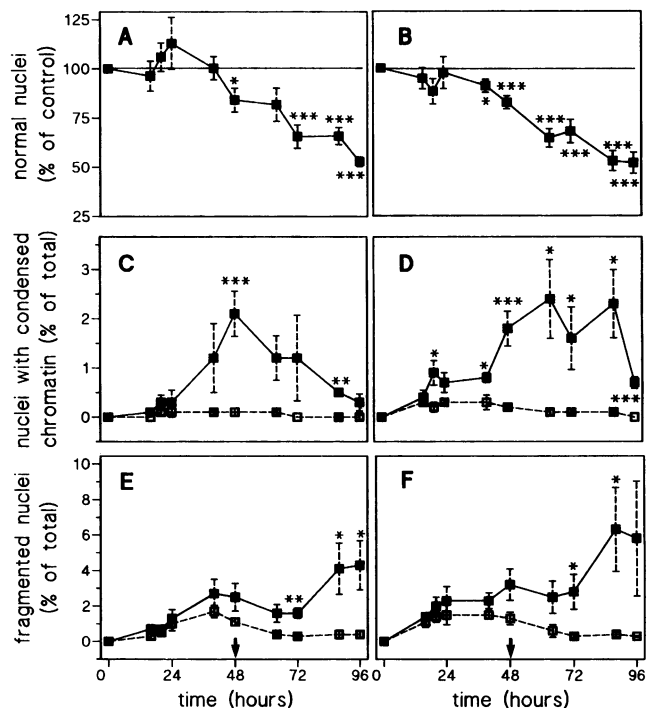 A
B
125
100
75
50
25
normal nuclei
(% of control)
*
***
***
***
*
***
***
***
***
***
C
D
3
2
1
0
nuclei with condensed
chromatin (% of total)
***
**
*
*
***
*
*
*
***
E
F
10
8
6
4
2
0
fragmented nuclei
(% of total)
**
*
*
*
*
0 24 48 72 96 0 24 48 72 96
time (hours) time (hours)